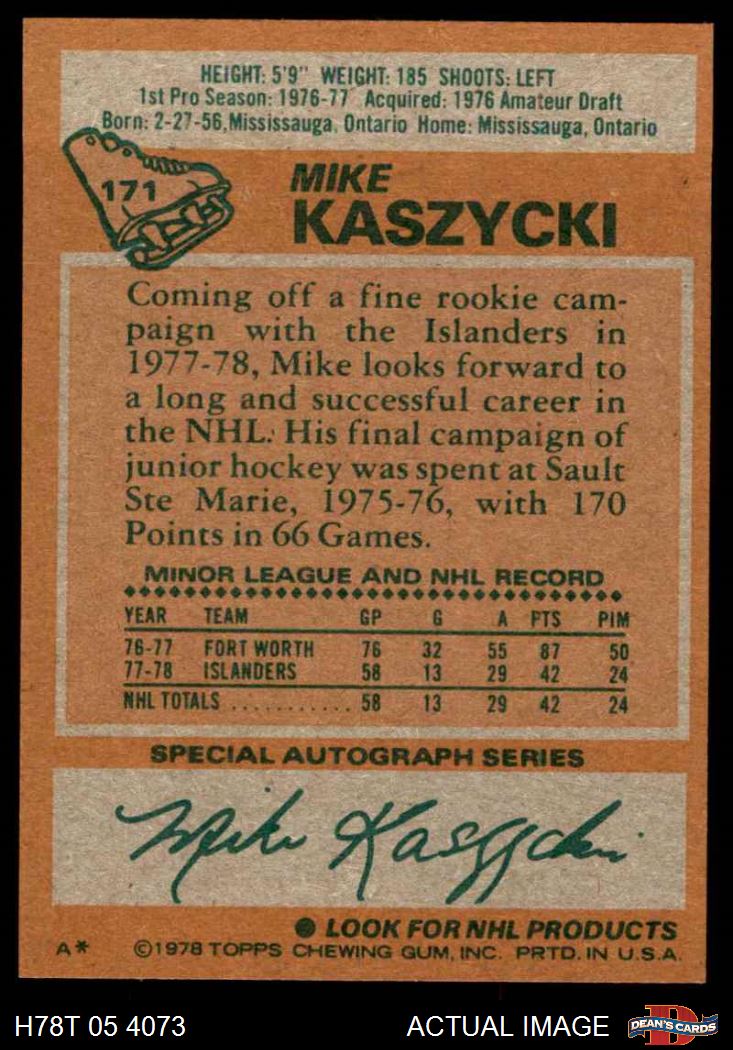 HEIGHT: 5'9" WEIGHT: 185 SHOOTS: LEFT
1st Pro Season: 1976-77 Acquired: 1976 Amateur Draft
Born: 2-27-56, Mississauga, Ontario Home: Mississauga, Ontario
171
MIKE
KASZYCKI
Coming off a fine rookie cam-
paign with the Islanders in
1977-78, Mike looks forward to
a long and successful career in
the NHL. His final campaign of
junior hockey was spent at Sault
Ste Marie, 1975-76, with 170
Points in 66 Games.
MINOR LEAGUE AND NHL RECORD
YEAR TEAM GP G A PTS PIM
76-77 FORT WORTH 76 32 55 87 50
77-78 ISLANDERS 58 13 29 42 24
NHL TOTALS ........... 58 13 29 42 24
SPECIAL AUTOGRAPH SERIES
Mike Kaszycki
● LOOK FOR NHL PRODUCTS
A* ©1978 TOPPS CHEWING GUM, INC. PRTD. IN U.S.A.
H78T 05 4073 ACTUAL IMAGE
D
DEAN'S CARDS